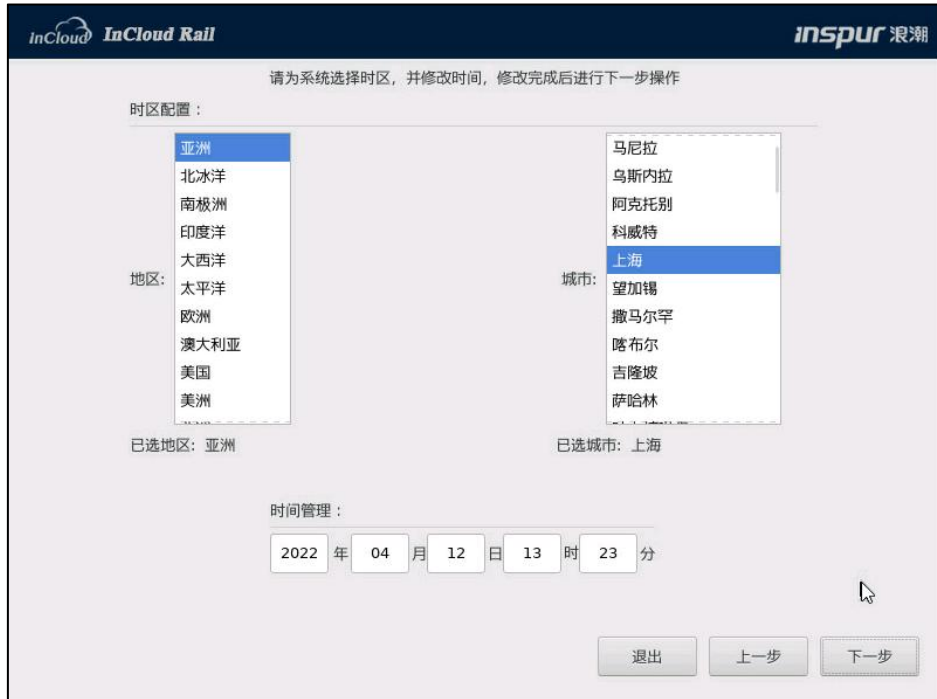 inCloud InCloud Rail inspur 浪潮
请为系统选择时区，并修改时间，修改完成后进行下一步操作
时区配置：
地区:
亚洲
北冰洋
南极洲
印度洋
大西洋
太平洋
欧洲
澳大利亚
美国
美洲
已选地区: 亚洲
城市:
马尼拉
乌斯内拉
阿克托别
科威特
上海
望加锡
撒马尔罕
喀布尔
吉隆坡
萨哈林
已选城市: 上海
时间管理：
2022 年 04 月 12 日 13 时 23 分
退出 上一步 下一步